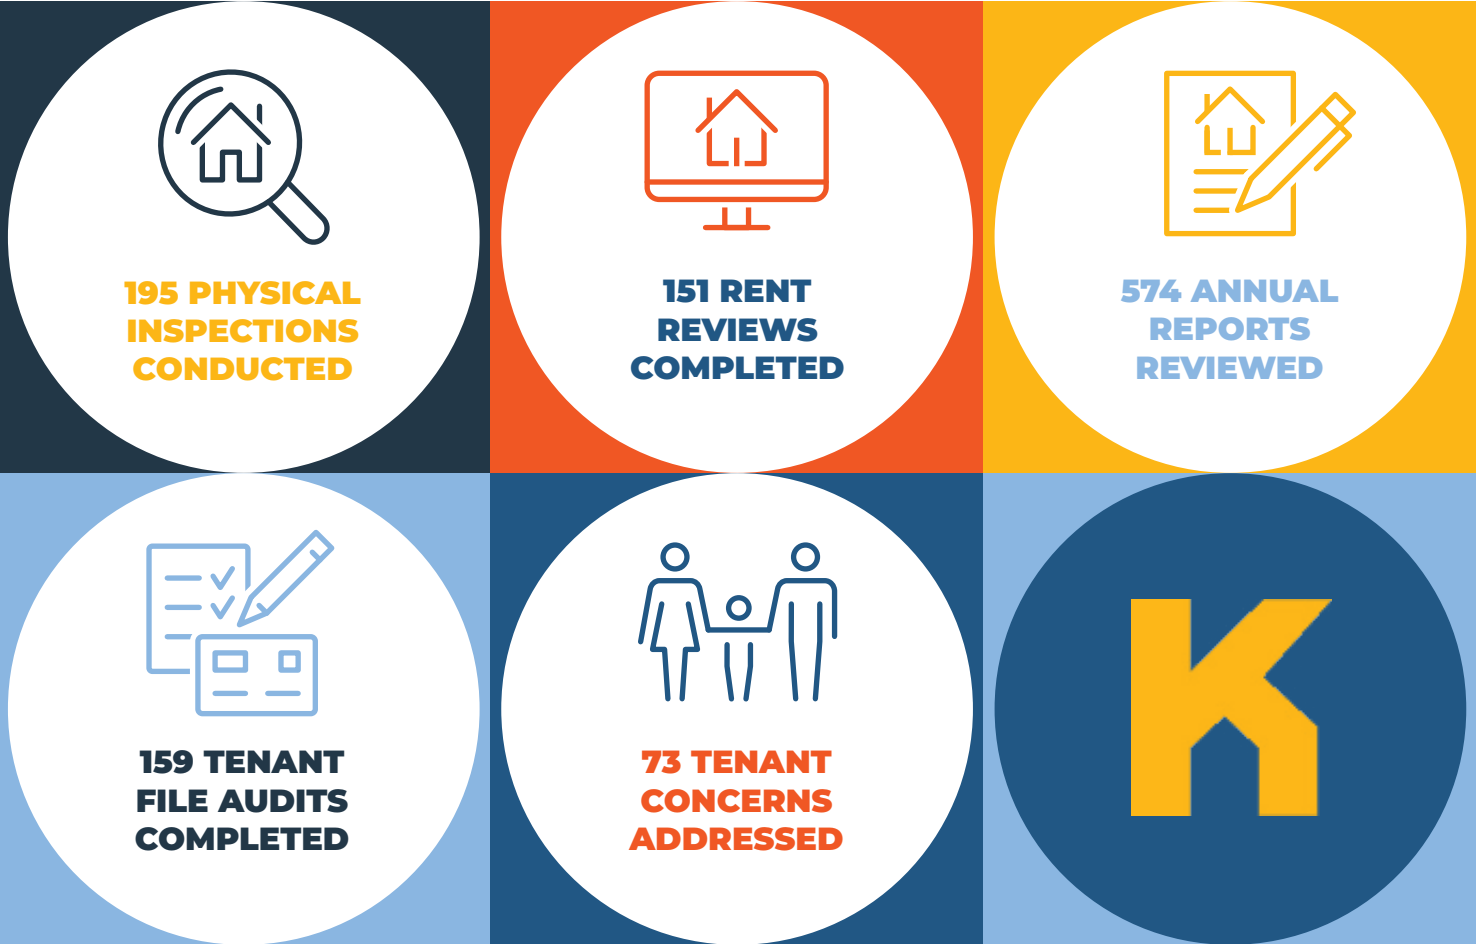 195 PHYSICAL
INSPECTIONS
CONDUCTED
151 RENT
REVIEWS
COMPLETED
574 ANNUAL
REPORTS
REVIEWED
159 TENANT
FILE AUDITS
COMPLETED
73 TENANT
CONCERNS
ADDRESSED
K